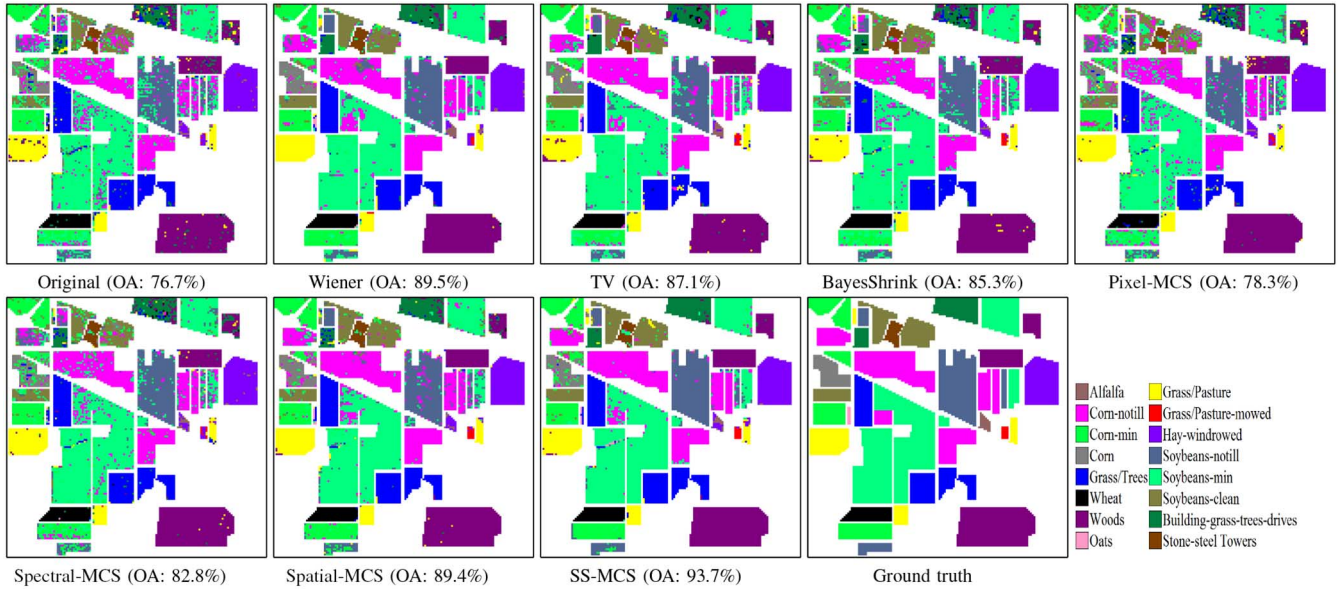 Original (OA: 76.7%)
Wiener (OA: 89.5%)
TV (OA: 87.1%)
BayesShrink (OA: 85.3%)
Pixel-MCS (OA: 78.3%)
Spectral-MCS (OA: 82.8%)
Spatial-MCS (OA: 89.4%)
SS-MCS (OA: 93.7%)
Ground truth
Alfalfa
Corn-notill
Corn-min
Corn
Grass/Trees
Wheat
Woods
Oats
Grass/Pasture
Grass/Pasture-mowed
Hay-windrowed
Soybeans-notill
Soybeans-min
Soybeans-clean
Building-grass-trees-drives
Stone-steel Towers